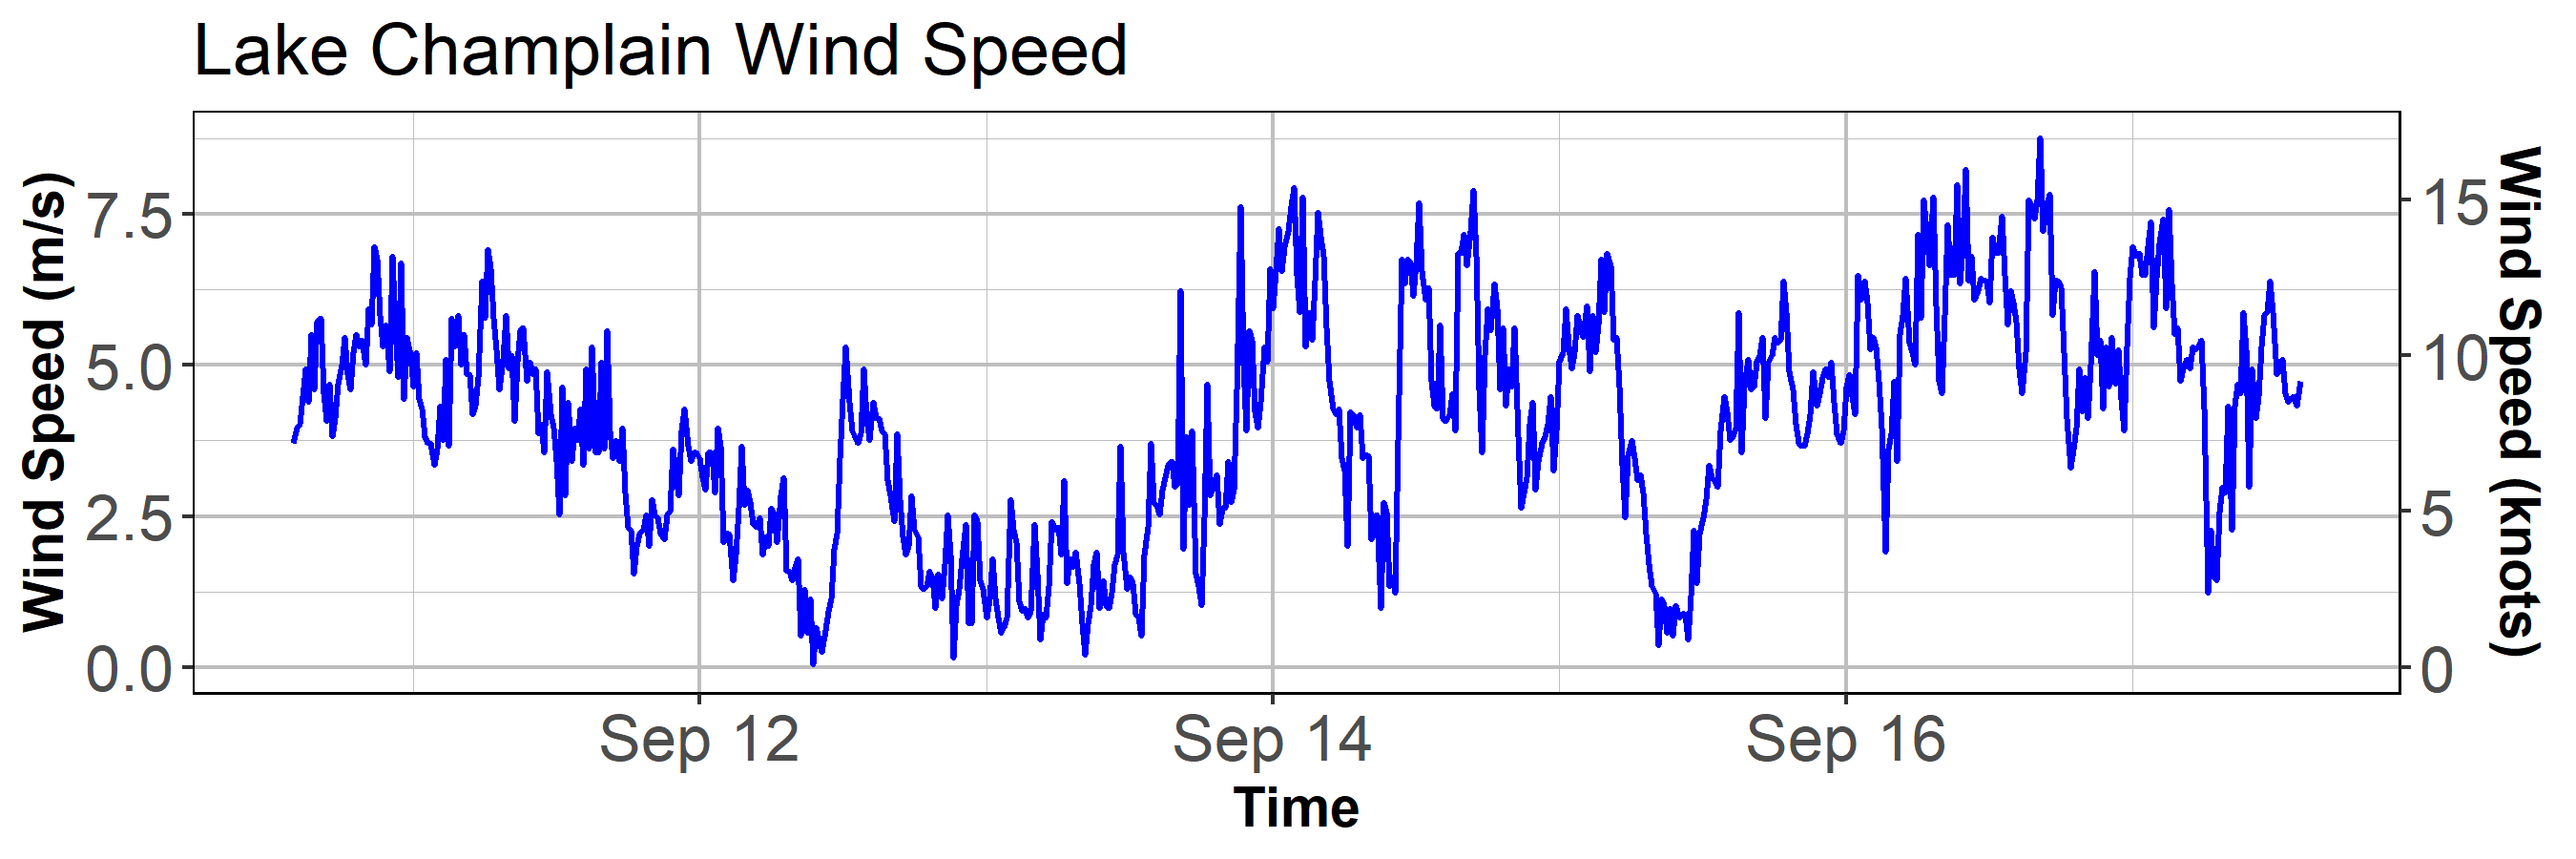 Lake Champlain Wind Speed
Wind Speed (m/s)
7.5
5.0
2.5
0.0
15
10
5
0
Wind Speed (knots)
Sep 12
Sep 14
Sep 16
Time